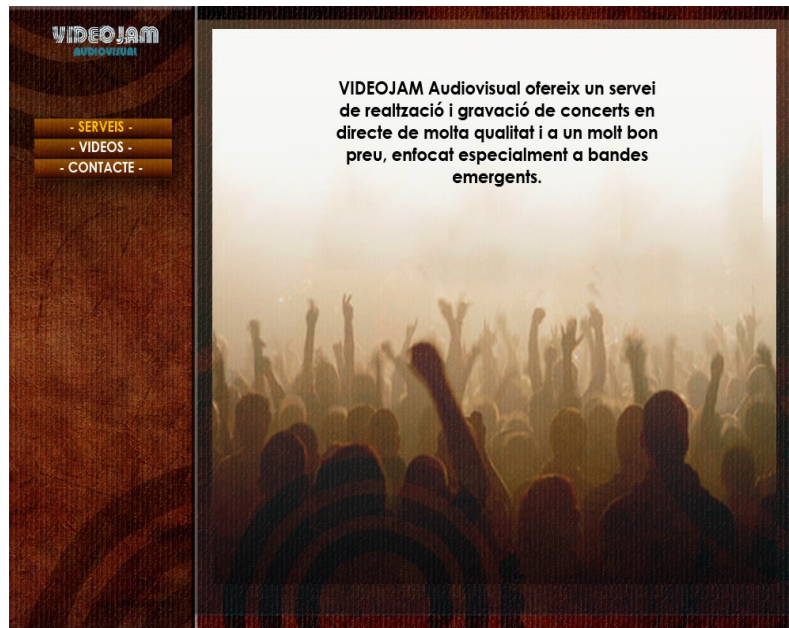 VIDEOJAM
AUDIOVISUAL
- SERVEIS -
- VIDEOS -
- CONTACTE -
VIDEOJAM Audiovisual ofereix un servei
de realtzació i gravació de concerts en
directe de molta qualitat i a un molt bon
preu, enfocat especialment a bandes
emergents.